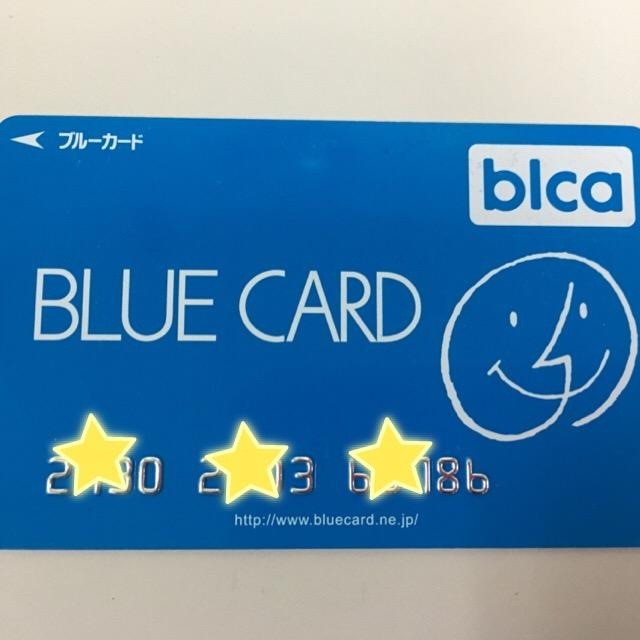 ブルーカード
blca
BLUE CARD
http://www.bluecard.ne.jp/